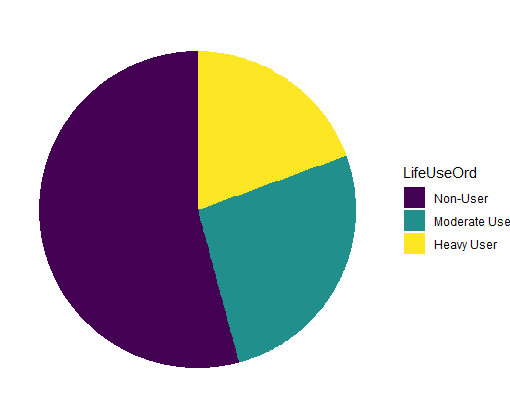 LifeUseOrd
Non-User
Moderate Use
Heavy User